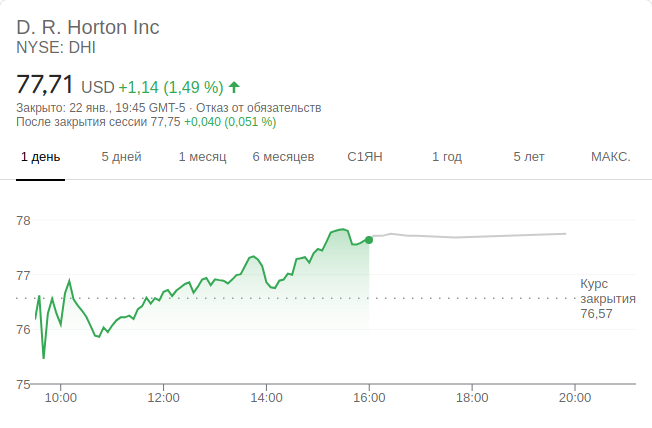 D. R. Horton Inc
NYSE: DHI
77,71 USD +1,14 (1,49 %)
Закрыто: 22 янв., 19:45 GMT-5 · Отказ от обязательств
После закрытия сессии 77,75 +0,040 (0,051 %)
1 день 5 дней 1 месяц 6 месяцев С1ЯН 1 год 5 лет МАКС.
78
77
Курс
закрытия
76,57
76
75
10:00 12:00 14:00 16:00 18:00 20:00